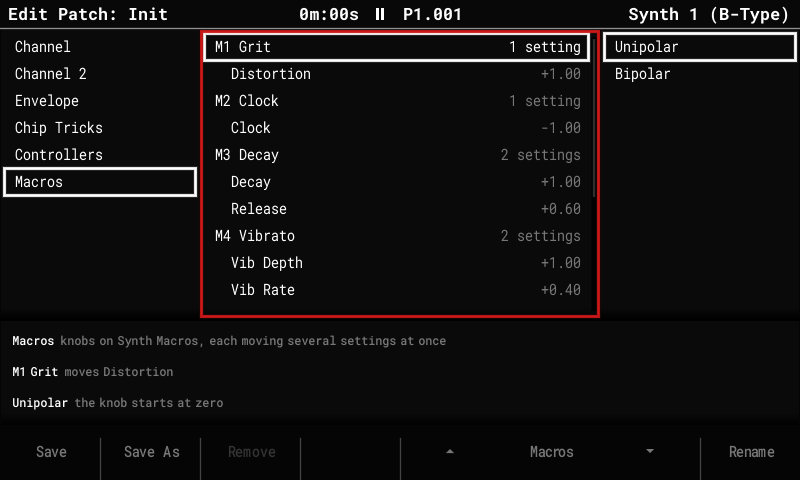 Edit Patch: Init 0m:00s ⏸ P1.001 Synth 1 (B-Type)
Channel
Channel 2
Envelope
Chip Tricks
Controllers
Macros
M1 Grit 1 setting
Distortion +1.00
M2 Clock 1 setting
Clock -1.00
M3 Decay 2 settings
Decay +1.00
Release +0.60
M4 Vibrato 2 settings
Vib Depth +1.00
Vib Rate +0.40
Unipolar
Bipolar
Macros knobs on Synth Macros, each moving several settings at once
M1 Grit moves Distortion
Unipolar the knob starts at zero
Save Save As Remove Macros Rename